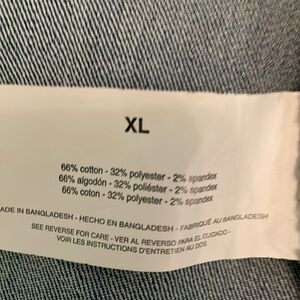 XL
66% cotton - 32% polyester - 2% spandex
66% algodón - 32% poliéster - 2% spandex
66% coton - 32% polyester - 2% spandex
ADE IN BANGLADESH - HECHO EN BANGLADESH - FABRIQUÉ AU BANGLADESH
SEE REVERSE FOR CARE - VER AL REVERSO PARA EL CUIDADO -
VOIR LES INSTRUCTIONS D'ENTRETIEN AU DOS